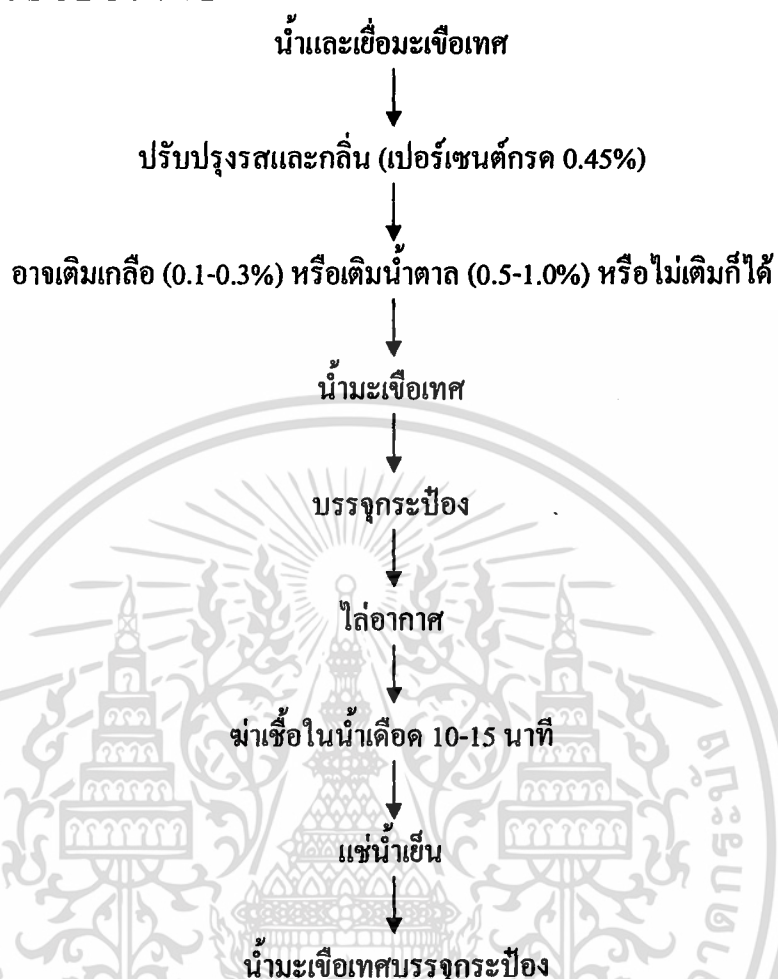 น้ำและเยื่อมะเขือเทศ
ปรับปรุงรสและกลิ่น (เปอร์เซนต์กรด 0.45%)
อาจเติมเกลือ (0.1-0.3%) หรือเติมน้ำตาล (0.5-1.0%) หรือไม่เติมก็ได้
น้ำมะเขือเทศ
บรรจุกระป๋อง
ไล่อากาศ
ฆ่าเชื้อในน้ำเดือด 10-15 นาที
แช่น้ำเย็น
น้ำมะเขือเทศบรรจุกระป๋อง